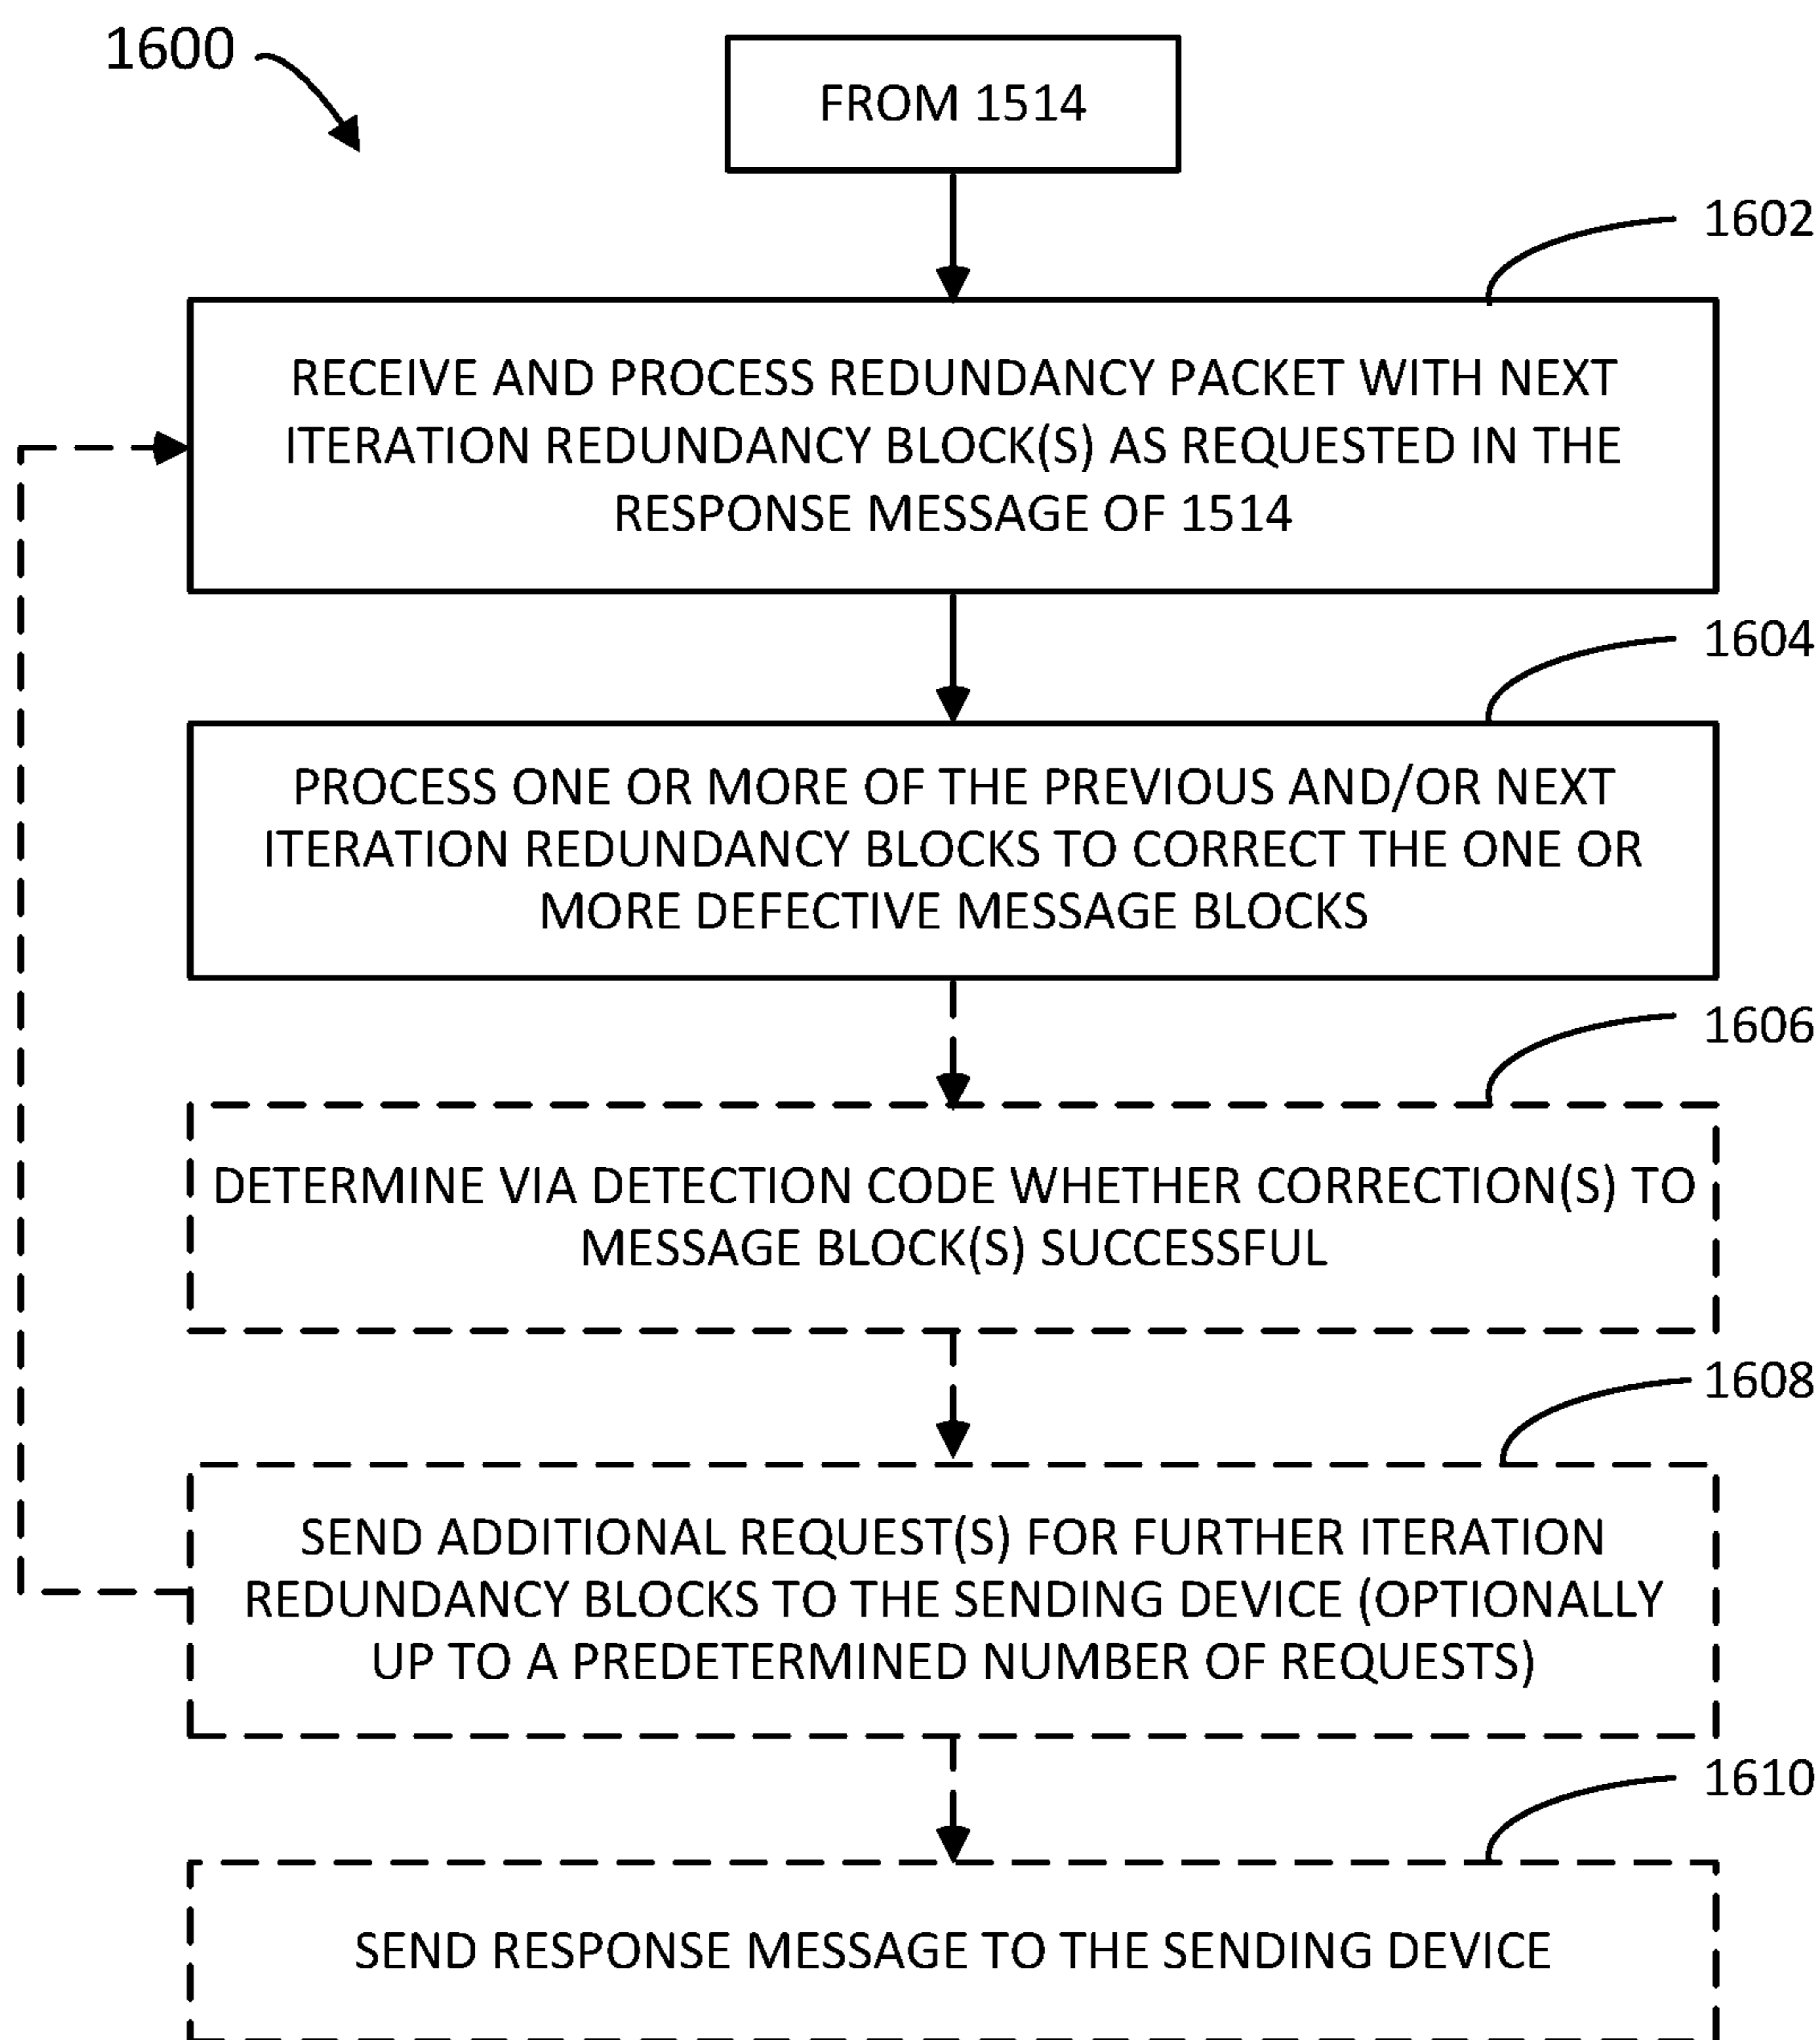 1600
FROM 1514
1602
RECEIVE AND PROCESS REDUNDANCY PACKET WITH NEXT
ITERATION REDUNDANCY BLOCK(S) AS REQUESTED IN THE
RESPONSE MESSAGE OF 1514
1604
PROCESS ONE OR MORE OF THE PREVIOUS AND/OR NEXT
ITERATION REDUNDANCY BLOCKS TO CORRECT THE ONE OR
MORE DEFECTIVE MESSAGE BLOCKS
1606
DETERMINE VIA DETECTION CODE WHETHER CORRECTION(S) TO
MESSAGE BLOCK(S) SUCCESSFUL
1608
SEND ADDITIONAL REQUEST(S) FOR FURTHER ITERATION
REDUNDANCY BLOCKS TO THE SENDING DEVICE (OPTIONALLY
UP TO A PREDETERMINED NUMBER OF REQUESTS)
1610
SEND RESPONSE MESSAGE TO THE SENDING DEVICE